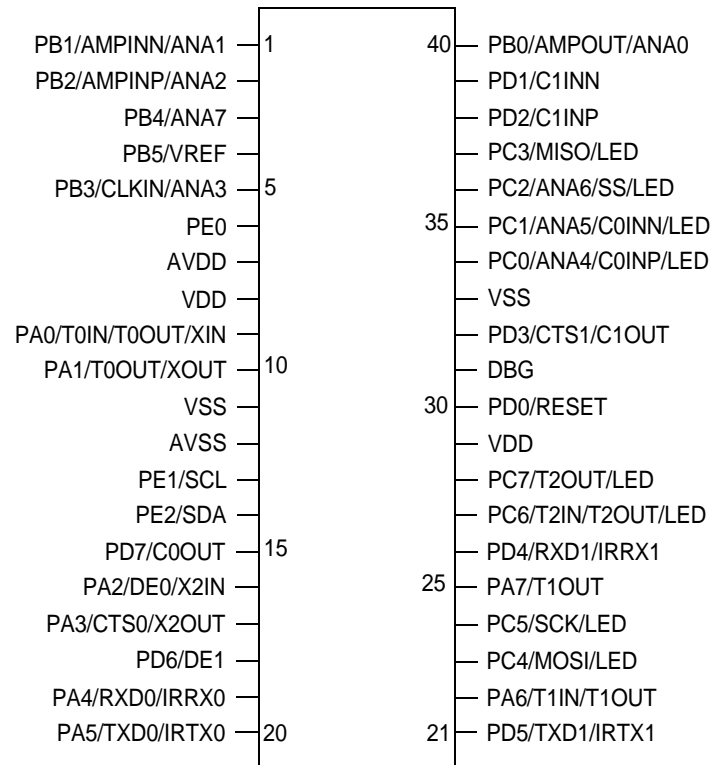 PB1/AMPINN/ANA1 1 40 PB0/AMPOUT/ANA0
PB2/AMPINP/ANA2 PD1/C1INN
PB4/ANA7 PD2/C1INP
PB5/VREF PC3/MISO/LED
PB3/CLKIN/ANA3 5 PC2/ANA6/SS/LED
PE0 35 PC1/ANA5/C0INN/LED
AVDD PC0/ANA4/C0INP/LED
VDD VSS
PA0/T0IN/T0OUT/XIN PD3/CTS1/C1OUT
PA1/T0OUT/XOUT 10 DBG
VSS 30 PD0/RESET
AVSS VDD
PE1/SCL PC7/T2OUT/LED
PE2/SDA PC6/T2IN/T2OUT/LED
PD7/C0OUT 15 PD4/RXD1/IRRX1
PA2/DE0/X2IN 25 PA7/T1OUT
PA3/CTS0/X2OUT PC5/SCK/LED
PD6/DE1 PC4/MOSI/LED
PA4/RXD0/IRRX0 PA6/T1IN/T1OUT
PA5/TXD0/IRTX0 20 21 PD5/TXD1/IRTX1